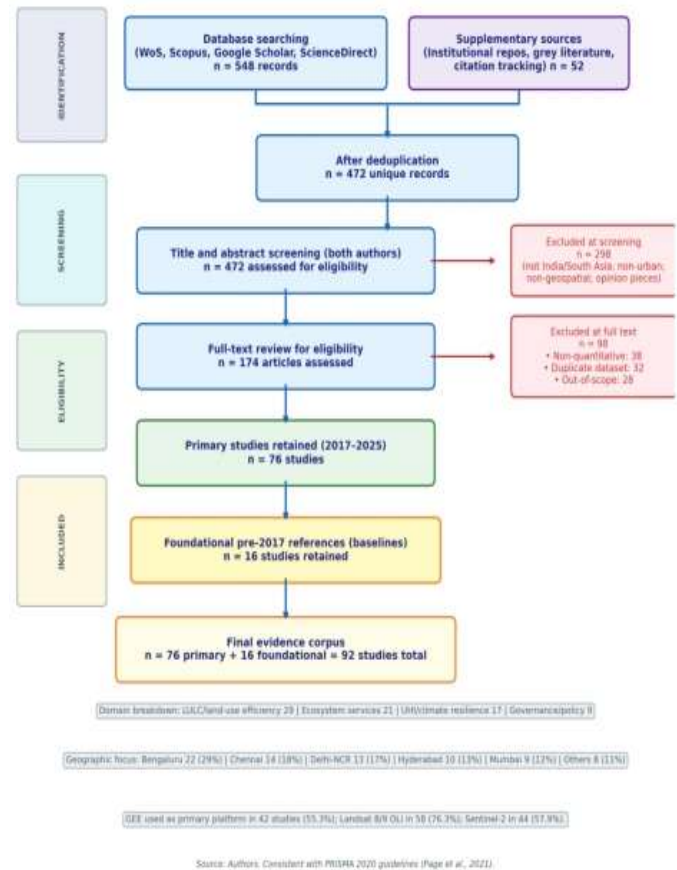 IDENTIFICATION
Database searching
(WoS, Scopus, Google Scholar, ScienceDirect)
n = 548 records
Supplementary sources
(Institutional repos, grey literature,
citation tracking) n = 52
After deduplication
n = 472 unique records
SCREENING
Title and abstract screening (both authors)
n = 472 assessed for eligibility
Excluded at screening
n = 298
(not India/South Asia; non-urban;
non-geospatial; opinion pieces)
Full-text review for eligibility
n = 174 articles assessed
Excluded at full text
n = 98
• Non-quantitative: 38
• Duplicate dataset: 32
• Out-of-scope: 28
ELIGIBILITY
Primary studies retained (2017–2025)
n = 76 studies
INCLUDED
Foundational pre-2017 references (baselines)
n = 16 studies retained
Final evidence corpus
n = 76 primary + 16 foundational = 92 studies total
Domain breakdown: LULC/land-use efficiency 29 | Ecosystem services 21 | UHI/climate resilience 17 | Governance/policy 9
Geographic focus: Bengaluru 22 (29%) | Chennai 14 (18%) | Delhi-NCR 13 (17%) | Hyderabad 10 (13%) | Mumbai 9 (12%) | Others 8 (11%)
GEE used as primary platform in 42 studies (55.3%); Landsat 8/9 OLI in 58 (76.3%); Sentinel-2 in 44 (57.9%).
Source: Authors. Consistent with PRISMA 2020 guidelines (Page et al., 2021).